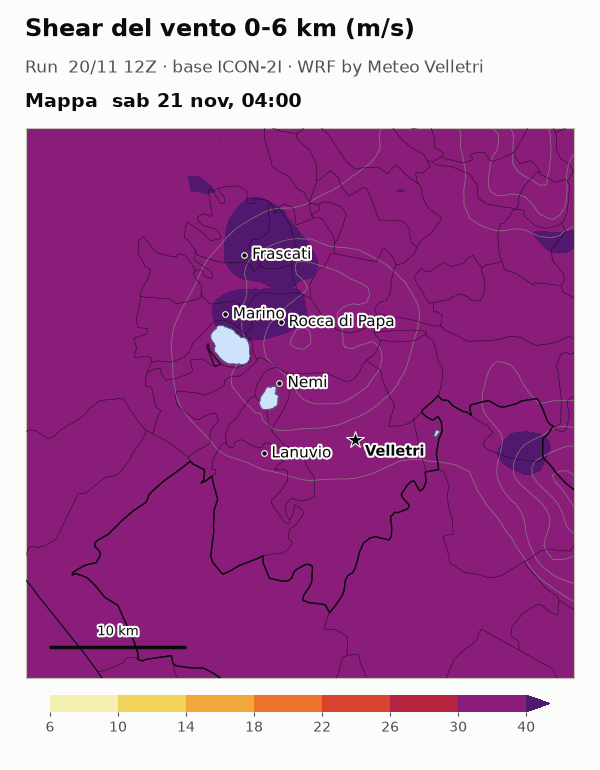 Shear del vento 0-6 km (m/s)
Run  20/11 12Z · base ICON-2I · WRF by Meteo Velletri
Mappa  sab 21 nov, 04:00
Frascati
Marino
Rocca di Papa
Nemi
Velletri
Lanuvio
10 km
6 10 14 18 22 26 30 40